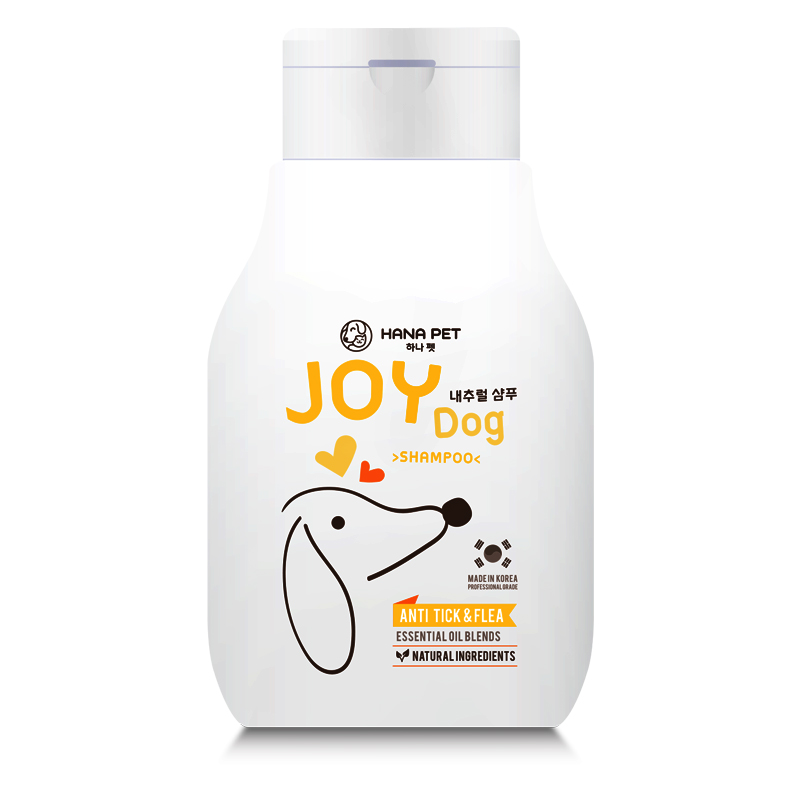 HANA PET
하나 펫
JOY
내추럴 샴푸
Dog
>SHAMPOO<
MADE IN KOREA
PROFESSIONAL GRADE
ANTI TICK & FLEA
ESSENTIAL OIL BLENDS
NATURAL INGREDIENTS